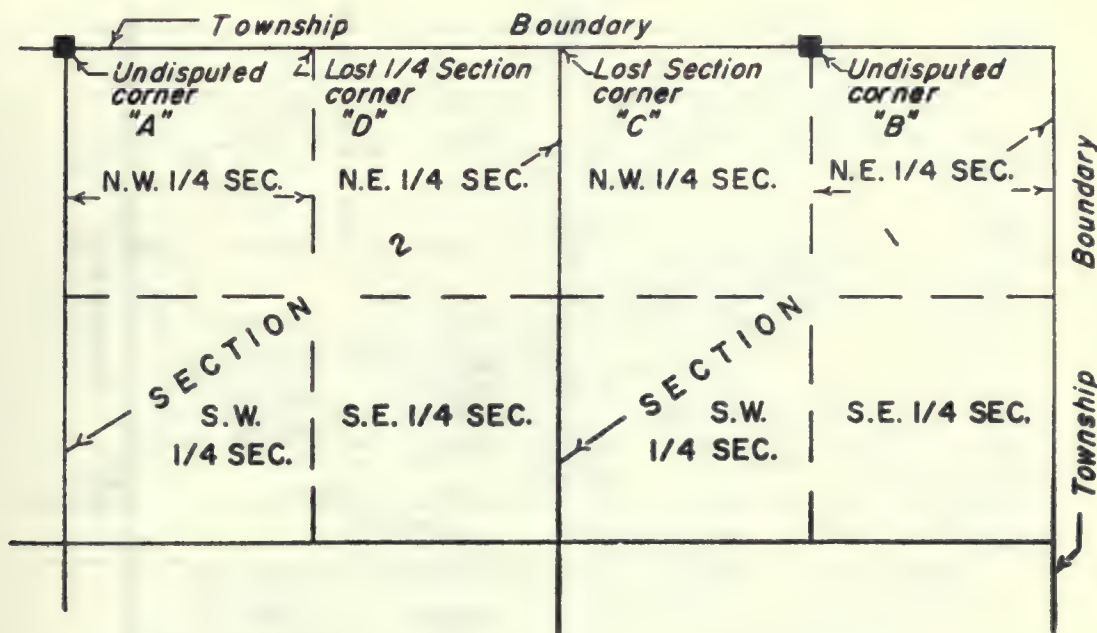 Township Boundary
Undisputed corner "A"
Lost 1/4 Section corner "D"
Lost Section corner "C"
Undisputed corner "B"
N.W. 1/4 SEC.
N.E. 1/4 SEC.
N.W. 1/4 SEC.
N.E. 1/4 SEC.
2
1
SECTION
S.W. 1/4 SEC.
S.E. 1/4 SEC.
SECTION
S.W. 1/4 SEC.
S.E. 1/4 SEC.
Township Boundary